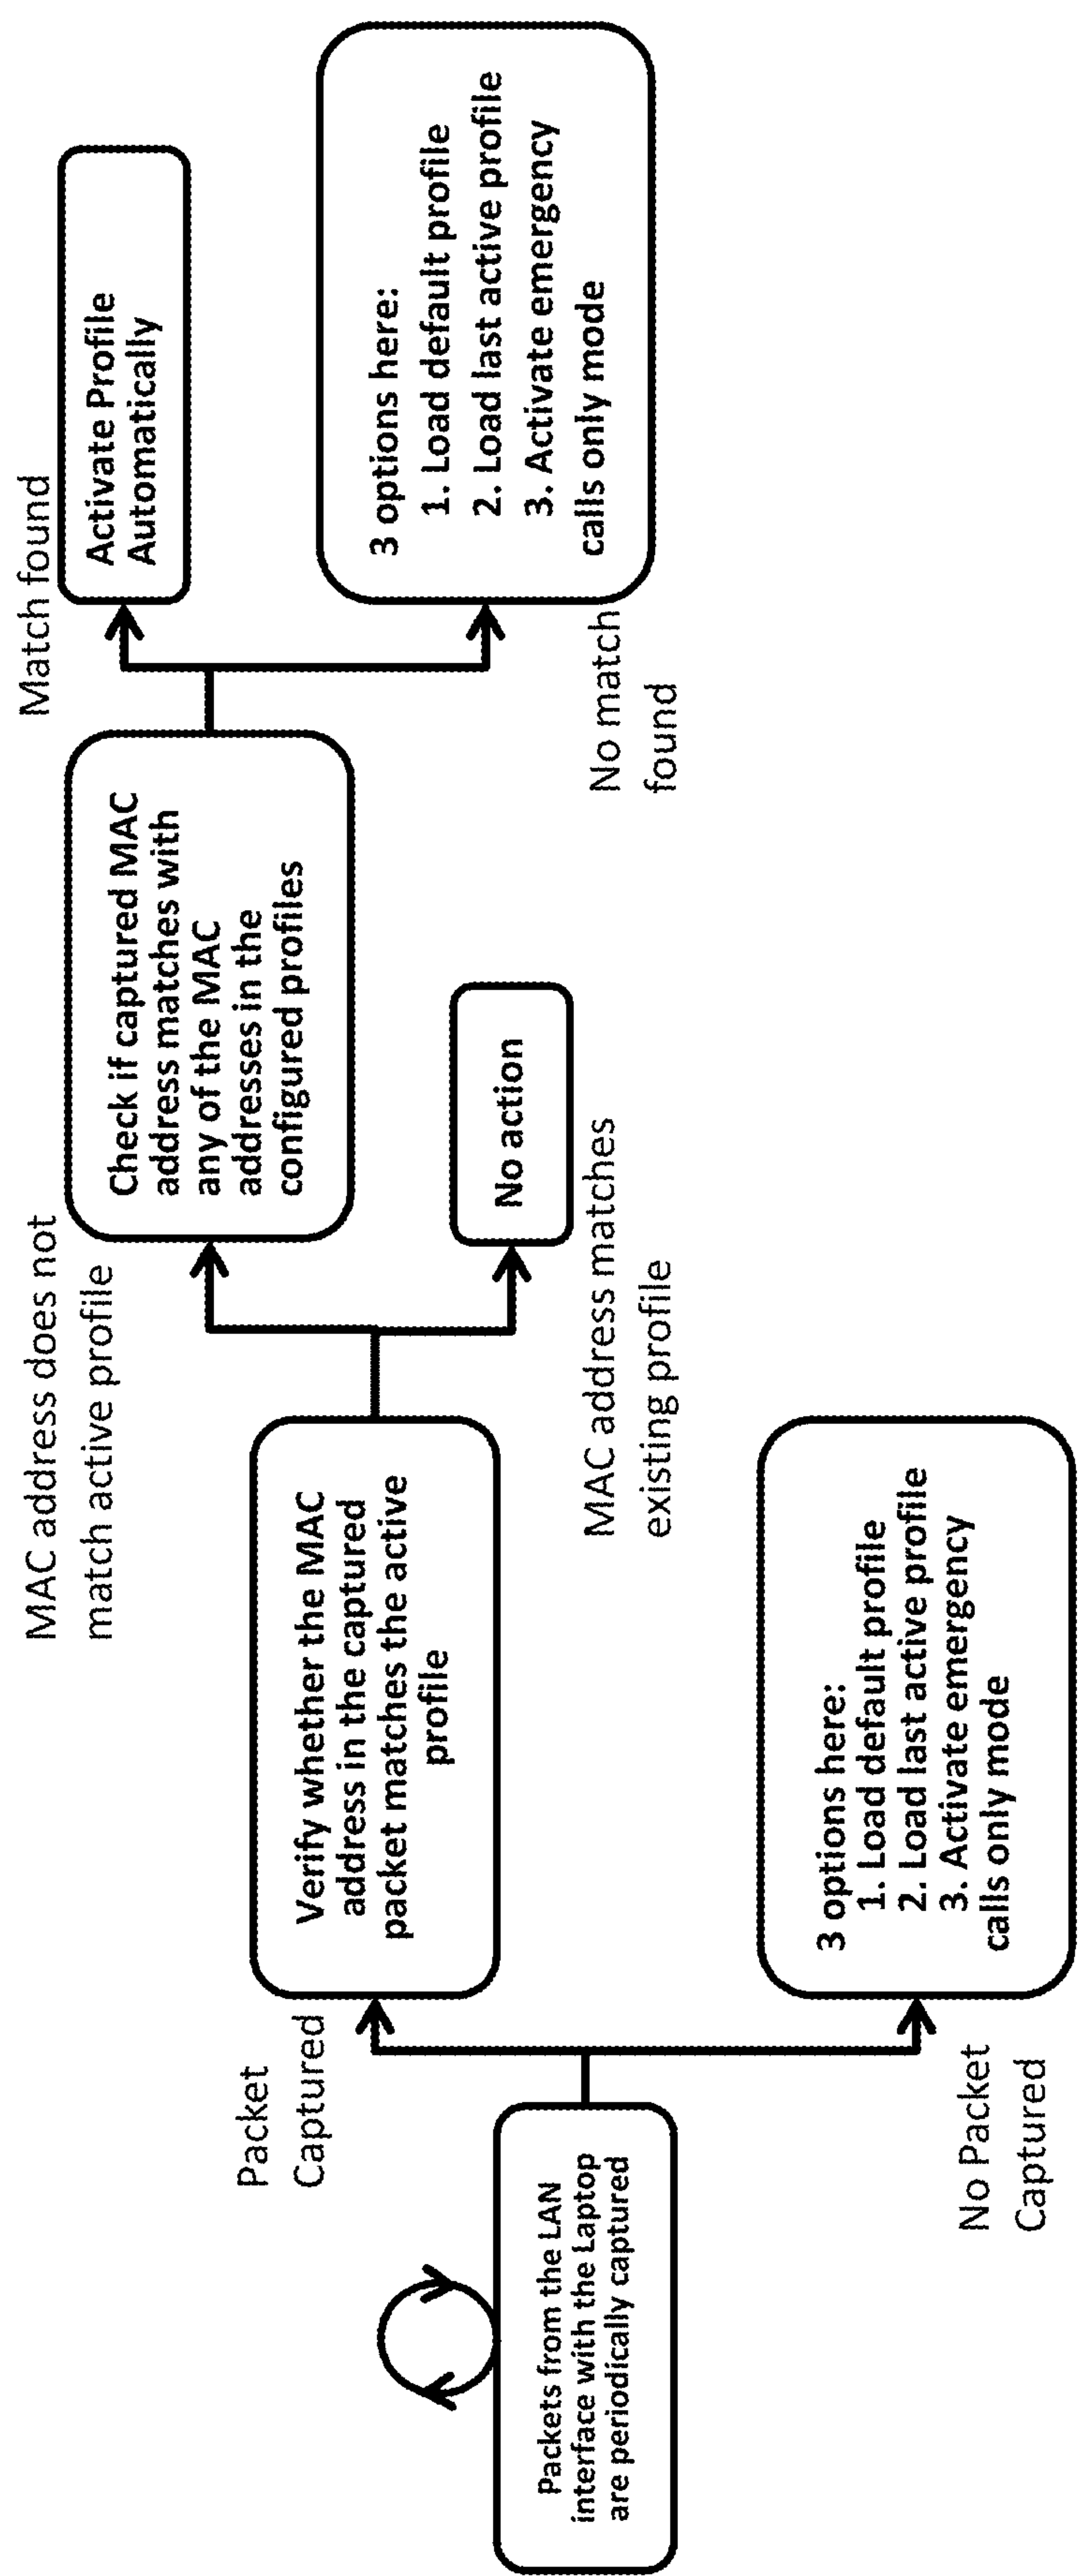 Packets from the LAN
interface with the Laptop
are periodically captured
Packet
Captured
No Packet
Captured
Verify whether the MAC
address in the captured
packet matches the active
profile
3 options here:
1. Load default profile
2. Load last active profile
3. Activate emergency
calls only mode
MAC address does not
match active profile
MAC address matches
existing profile
Check if captured MAC
address matches with
any of the MAC
addresses in the
configured profiles
No action
Match found
No match
found
Activate Profile
Automatically
3 options here:
1. Load default profile
2. Load last active profile
3. Activate emergency
calls only mode